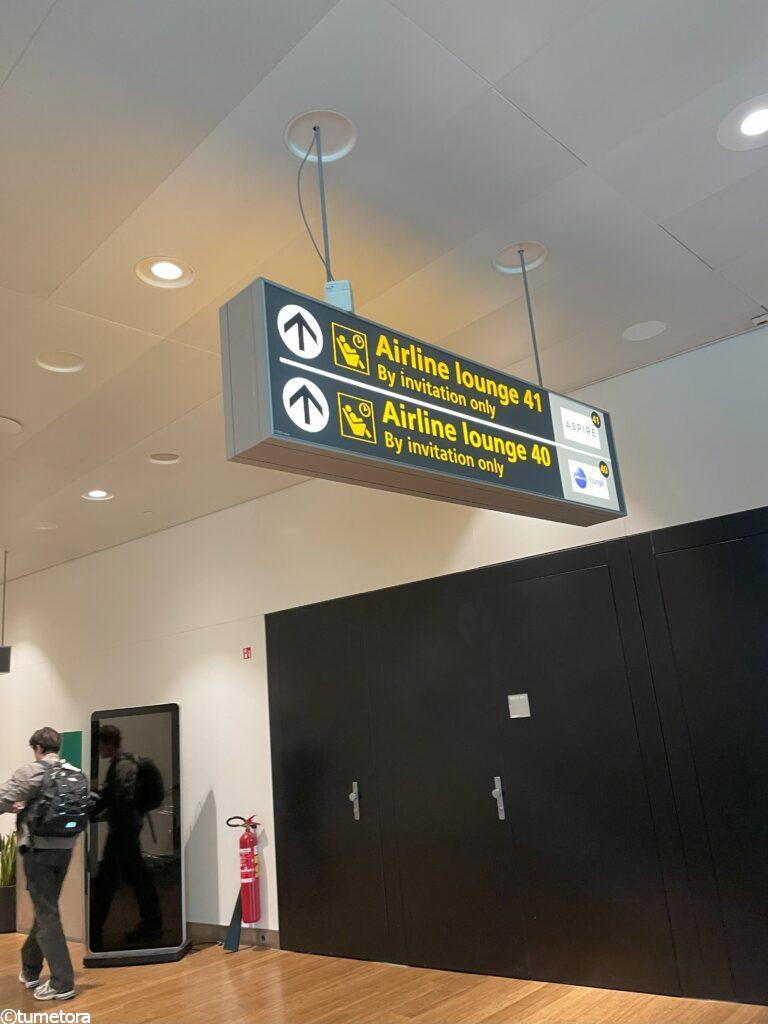 Airline lounge 41
By invitation only
ASPIRE
41
Airline lounge 40
By invitation only
40
lounge
©tumetora